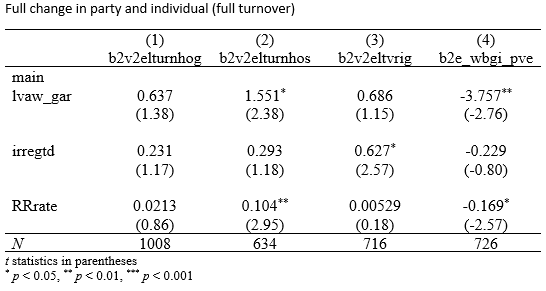 Full change in party and individual (full turnover)
(1) (2) (3) (4)
b2v2elturnhog b2v2elturnhos b2v2eltvrig b2e_wbgi_pve
main
lvaw_gar 0.637 1.551* 0.686 -3.757**
(1.38) (2.38) (1.15) (-2.76)
irregtd 0.231 0.293 0.627* -0.229
(1.17) (1.18) (2.57) (-0.80)
RRrate 0.0213 0.104** 0.00529 -0.169*
(0.86) (2.95) (0.18) (-2.57)
N 1008 634 716 726
t statistics in parentheses
* p < 0.05, ** p < 0.01, *** p < 0.001